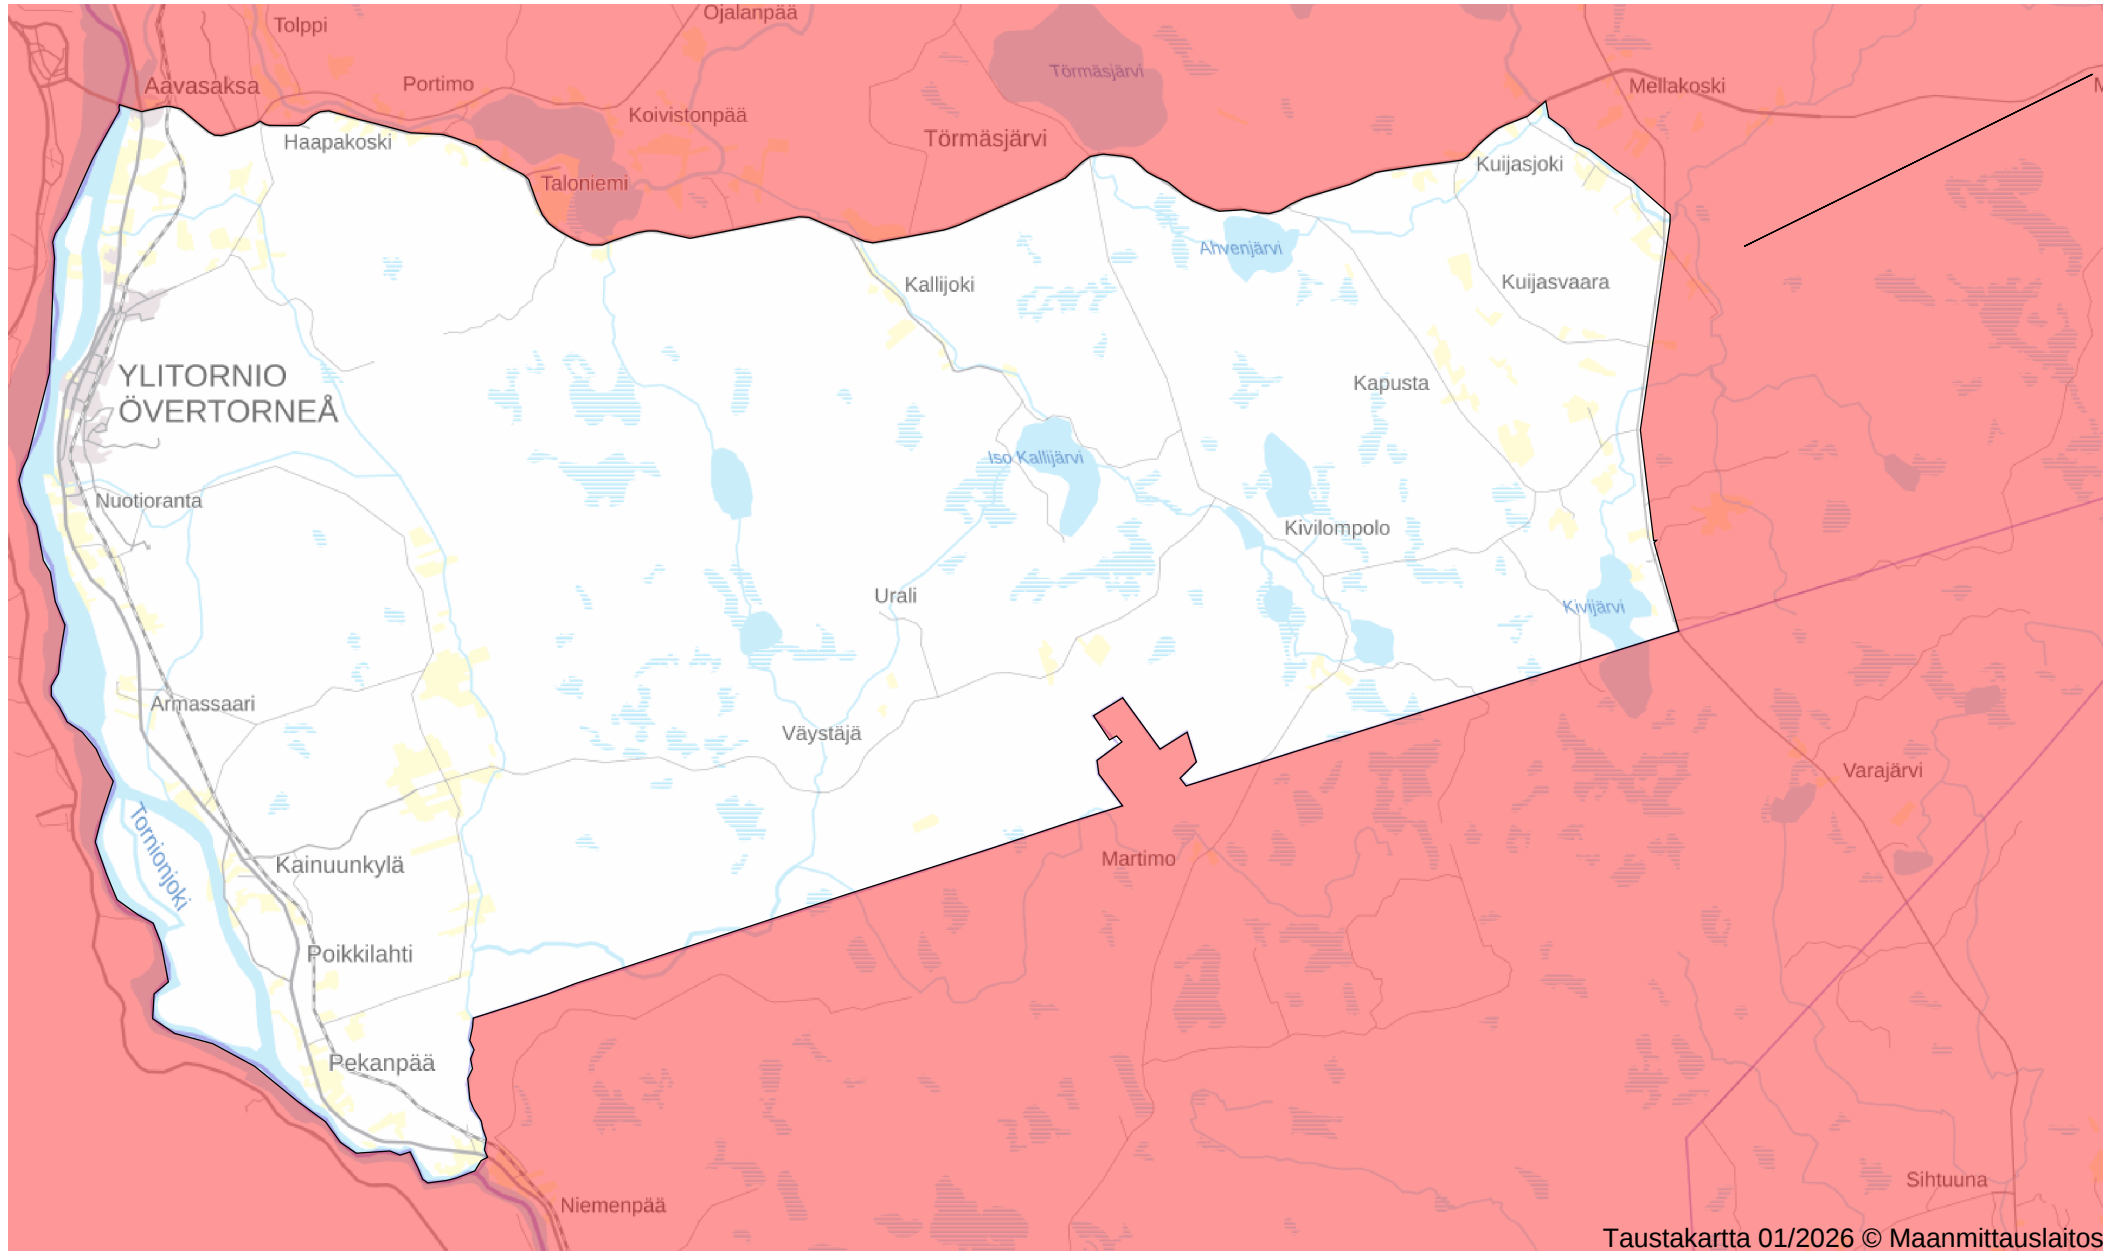 Ojalanpää
Tolppi
Törmäsjärvi
Aavasaksa
Portimo
Mellakoski
M
Koivistonpää
Haapakoski
Törmäsjärvi
Kuijasjoki
Taloniemi
Ahvenjärvi
Kallijoki
Kuijasvaara
YLITORNIO
ÖVERTORNEÅ
Kapusta
Iso Kallijärvi
Nuotioranta
Kivilompolo
Urali
Kivijärvi
Armassaari
Väystäjä
Varajärvi
Tornionjoki
Kainuunkylä
Martimo
Poikkilahti
Pekanpää
Sihtuuna
Niemenpää
Taustakartta 01/2026 © Maanmittauslaitos